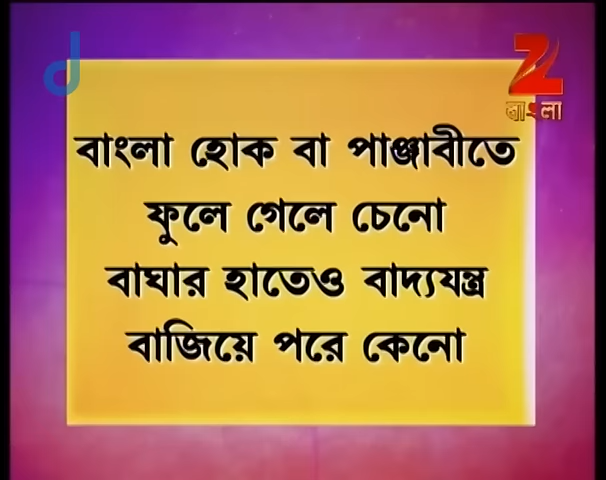 বাংলা
বাংলা হোক বা পাঞ্জাবীতে
ফুলে গেলে চেনো
বাঘার হাতেও বাদ্যযন্ত্র
বাজিয়ে পরে কেনো